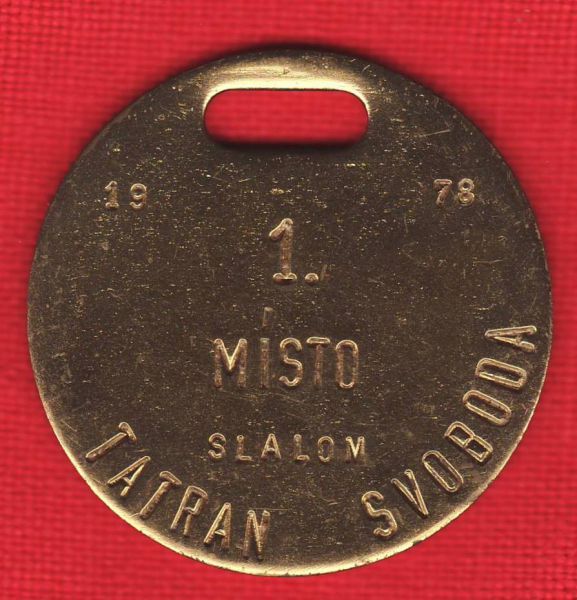 19 78
1.
MÍSTO
SLALOM
TATRAN SVOBODA